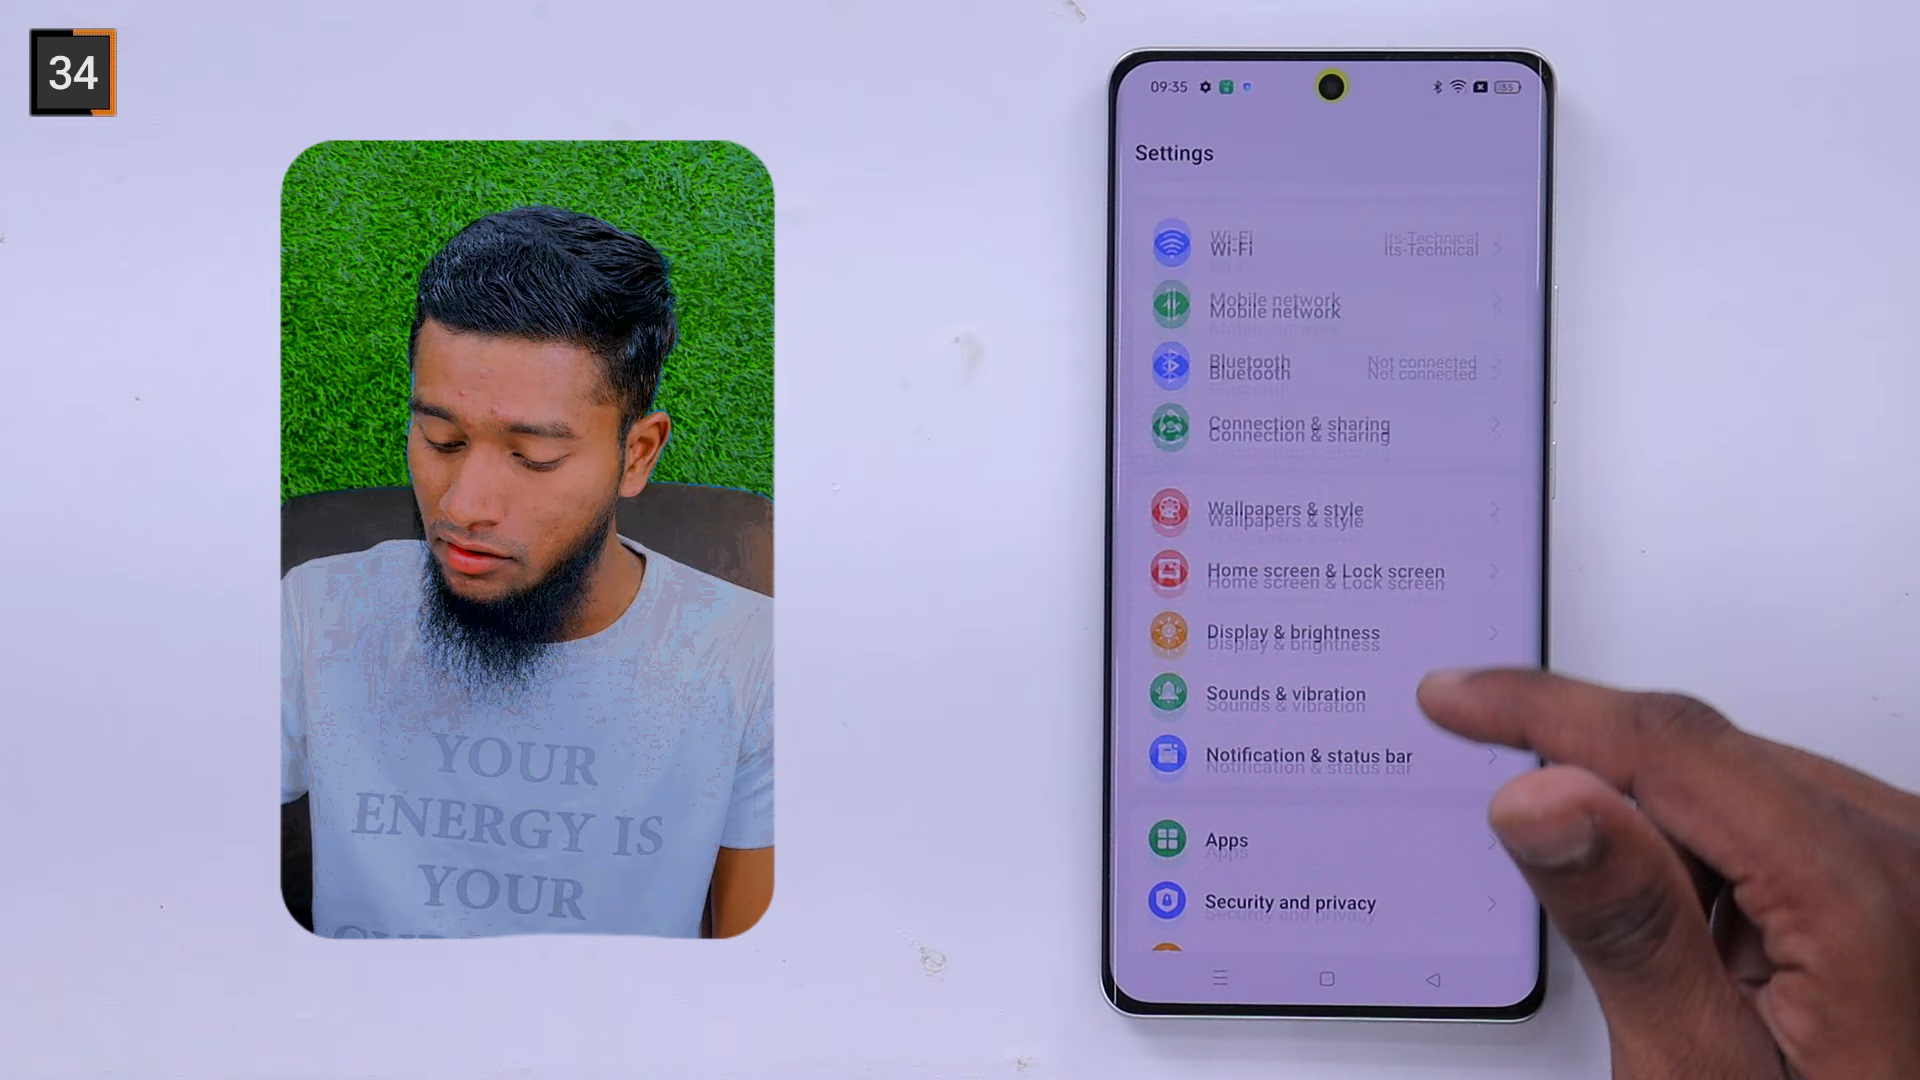 34
09:35
35
Settings
Wi-Fi Its-Technical
Mobile network
Bluetooth Not connected
Connection & sharing
Wallpapers & style
Home screen & Lock screen
Display & brightness
Sounds & vibration
Notification & status bar
Apps
Security and privacy
YOUR
ENERGY IS
YOUR